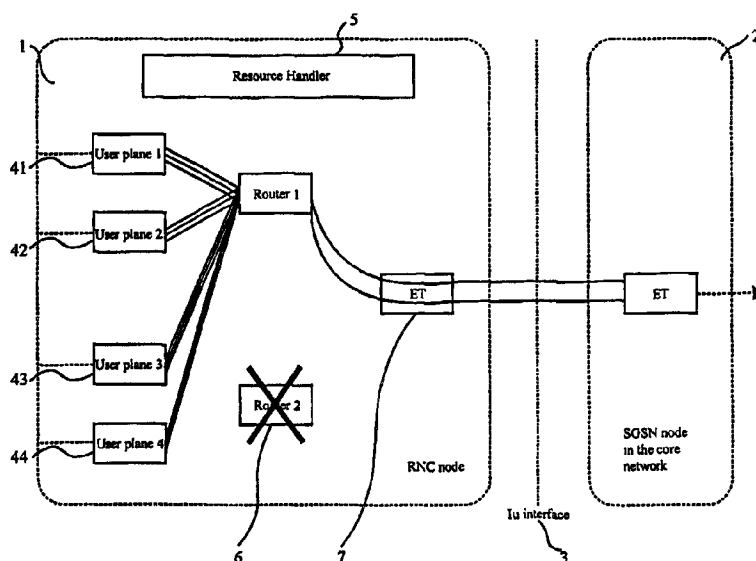 5
1
2
Resource Handler
User plane 1
41
Router 1
User plane 2
42
ET
ET
User plane 3
43
Router 2
User plane 4
44
RNC node
SGSN node
in the core
network
Iu interface
6
7
3